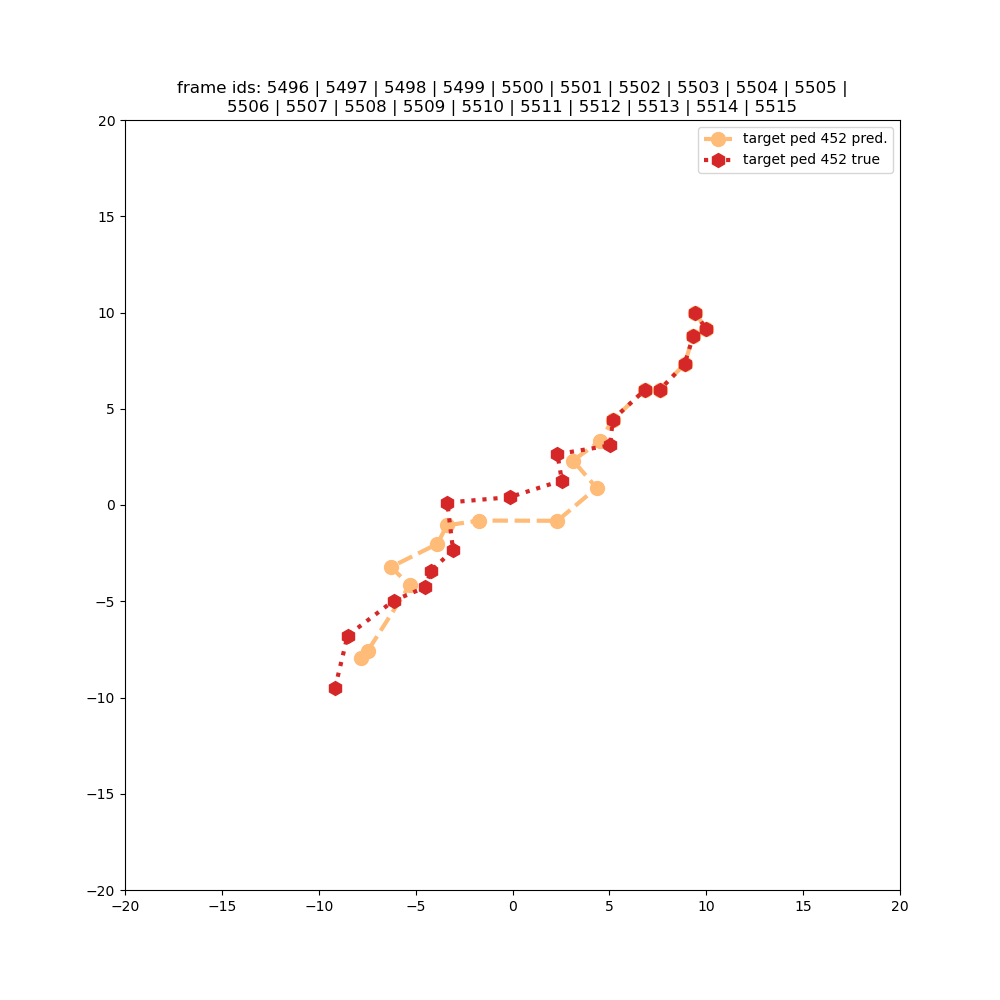 frame ids: 5496 | 5497 | 5498 | 5499 | 5500 | 5501 | 5502 | 5503 | 5504 | 5505 |
5506 | 5507 | 5508 | 5509 | 5510 | 5511 | 5512 | 5513 | 5514 | 5515
target ped 452 pred.
target ped 452 true
20
15
10
5
0
−5
−10
−15
−20
−20 −15 −10 −5 0 5 10 15 20